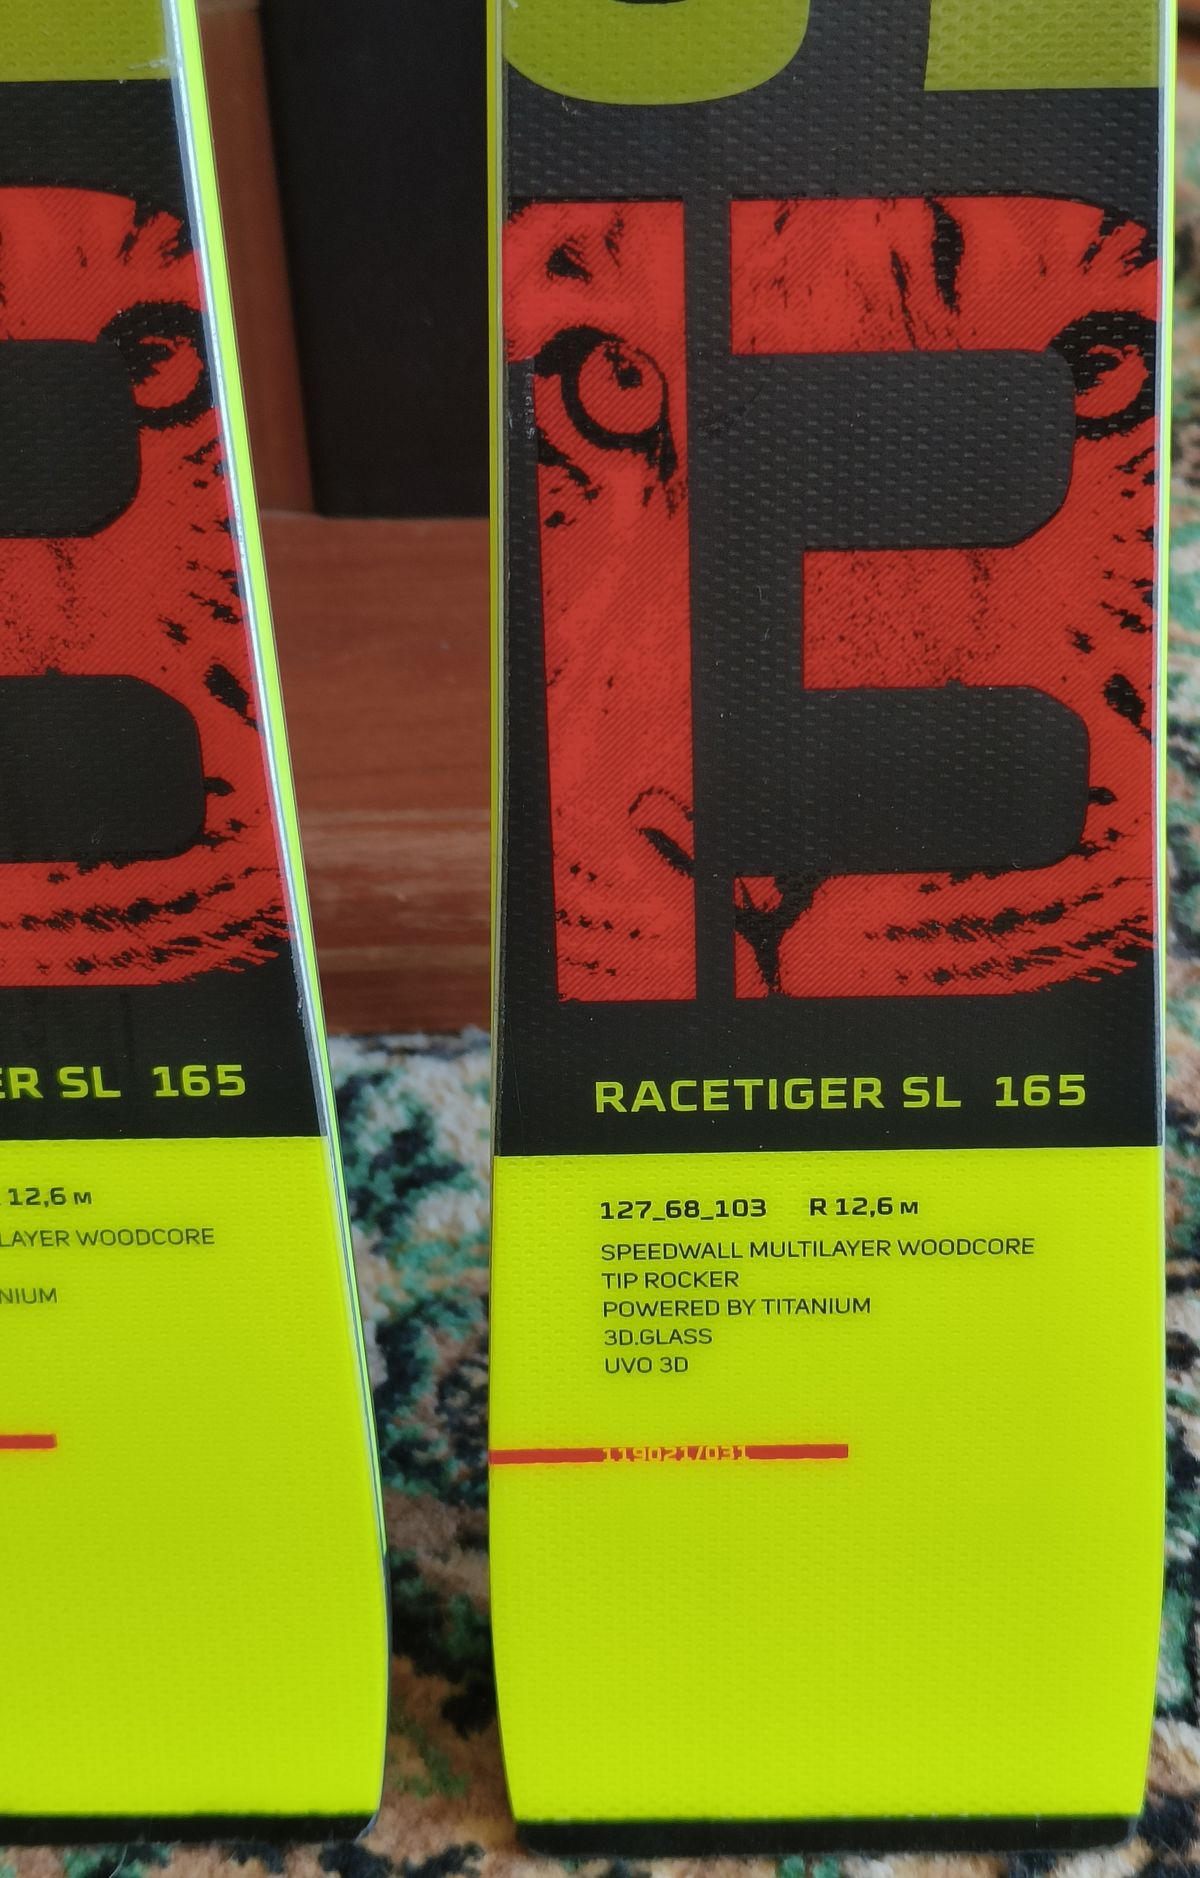 ER SL 165
12,6 M
LAYER WOODCORE
NIUM
RACETIGER SL 165
127_68_103 R 12,6 M
SPEEDWALL MULTILAYER WOODCORE
TIP ROCKER
POWERED BY TITANIUM
3D.GLASS
UVO 3D
119021/031